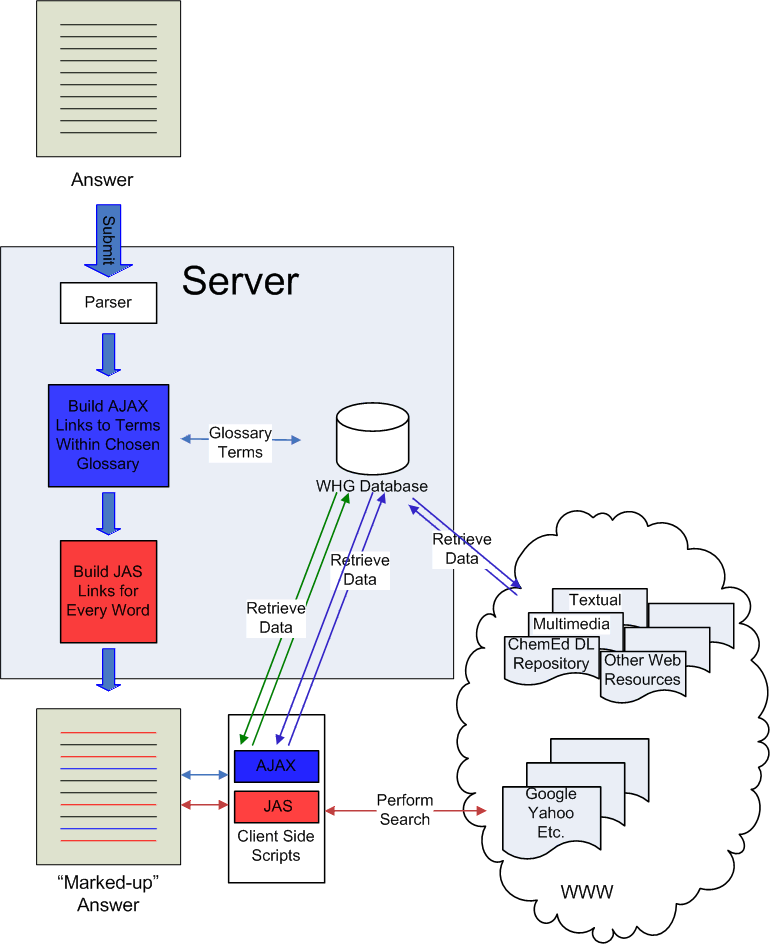 Answer
Submit
Server
Parser
Build AJAX
Links to Terms
Within Chosen
Glossary
Glossary
Terms
WHG Database
Build JAS
Links for
Every Word
Retrieve
Data
Retrieve
Data
Retrieve
Data
Textual
Multimedia
ChemEd DL
Repository
Other Web
Resources
AJAX
JAS
Client Side
Scripts
Perform
Search
Google
Yahoo
Etc.
WWW
“Marked-up”
Answer